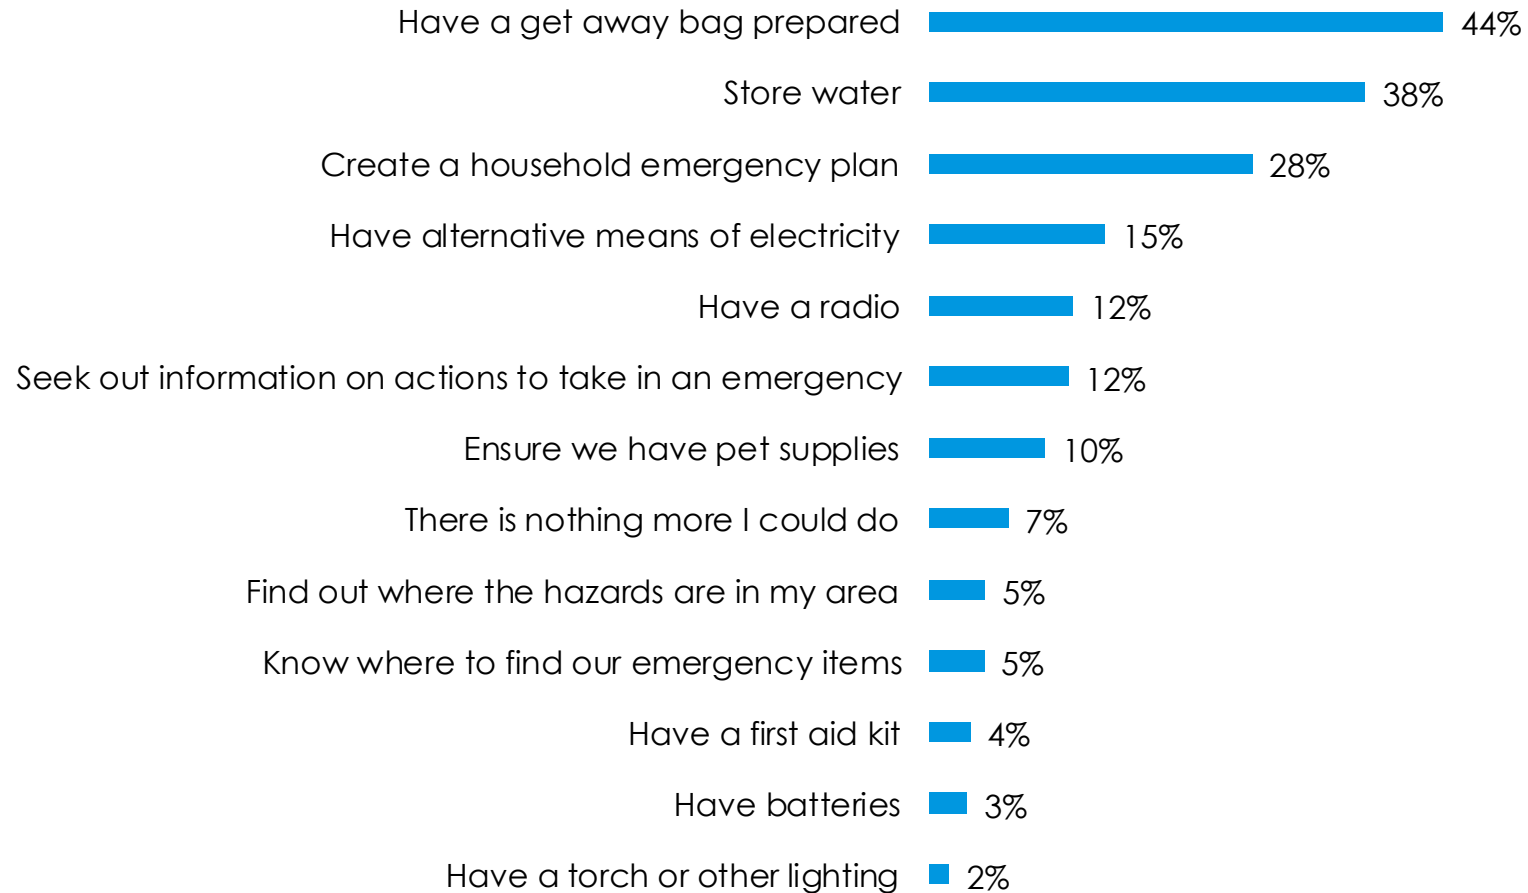 Have a get away bag prepared 44%
Store water 38%
Create a household emergency plan 28%
Have alternative means of electricity 15%
Have a radio 12%
Seek out information on actions to take in an emergency 12%
Ensure we have pet supplies 10%
There is nothing more I could do 7%
Find out where the hazards are in my area 5%
Know where to find our emergency items 5%
Have a first aid kit 4%
Have batteries 3%
Have a torch or other lighting 2%